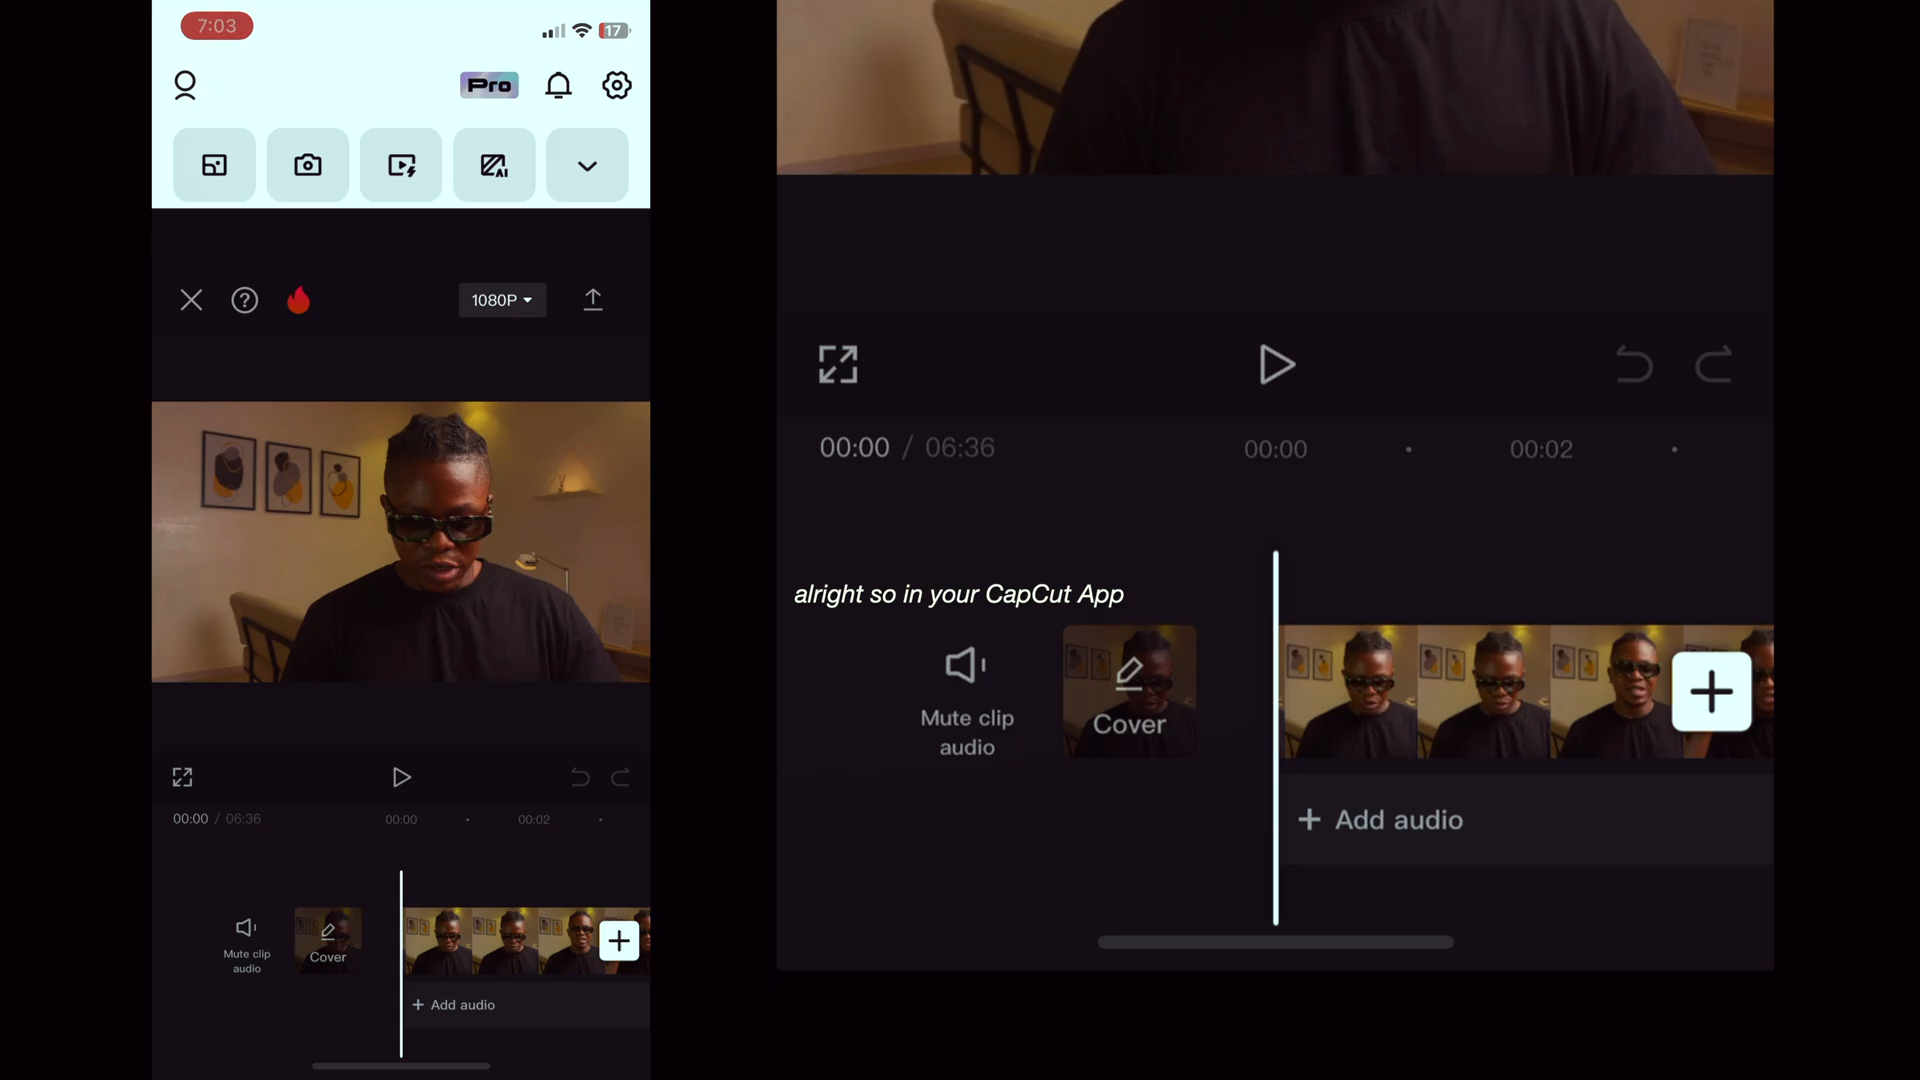 7:03
17
Pro
AI
1080P
00:00 / 06:36
00:00
00:02
Mute clip
audio
Cover
+ Add audio
00:00 / 06:36
00:00
00:02
alright so in your CapCut App
Mute clip
audio
Cover
+ Add audio